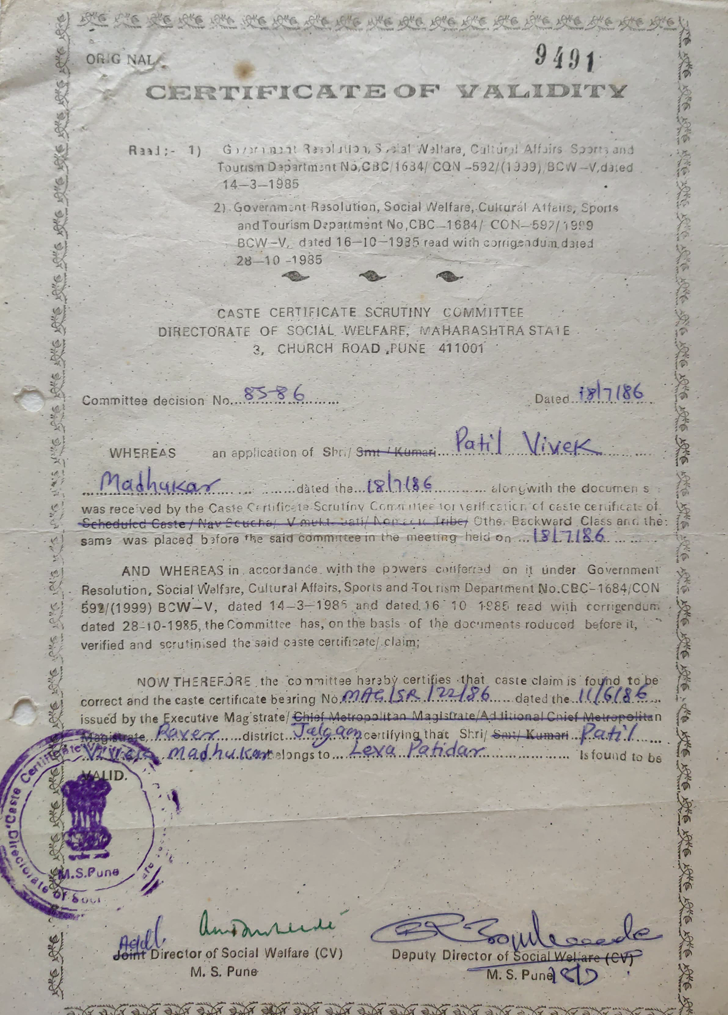 ORIGINAL
9491
CERTIFICATE OF VALIDITY
Read:- 1) Government Resolution, Social Welfare, Cultural Affairs Sports and
Tourism Department No.CBC/1684/ CON -592/(1999) BCW-V, dated
14-3-1985
2) Government Resolution, Social Welfare, Cultural Affairs, Sports
and Tourism Department No,CBC-1684/ CON-592/1999
BCW-V, dated 16-10-1985 read with corrigendum dated
28-10-1985
CASTE CERTIFICATE SCRUTINY COMMITTEE
DIRECTORATE OF SOCIAL WELFARE, MAHARASHTRA STATE
3, CHURCH ROAD, PUNE 411001
Committee decision No. 85-86 Dated 18/7/86
WHEREAS an application of Shri/ Smt / Kumari Patil Vivek
Madhukar dated the 18/7/86 alongwith the documents
was received by the Caste Certificate Scrutiny Committee for verification of caste certificate of
Scheduled Caste / Nav Boudha/ Vimukt Jati/ Nomadic Tribe/ Othe. Backward Class and the
same was placed before the said committee in the meeting held on 18/7/86
AND WHEREAS in accordance with the powers conferred on it under Government
Resolution, Social Welfare, Cultural Affairs, Sports and Tourism Department No.CBC-1684/CON
592/(1999) BCW-V, dated 14-3-1985 and dated 16 10 1985 read with corrigendum
dated 28-10-1985, the Committee has, on the basis of the documents roduced before it,
verified and scrutinised the said caste certificate/ claim;
NOW THEREFORE the committee hereby certifies that caste claim is found to be
correct and the caste certificate bearing No. MAG/SR/22/86 dated the 11/6/86
issued by the Executive Magistrate/ Chief Metropolitan Magistrate/Additional Chief Metropolitan
Magistrate, Raver district Jalgaon certifying that Shri/ Smt/ Kumari Patil
Vivek Madhukar belongs to Leva Patidar Is found to be
VALID.
Caste Certificate
Directorate of Soci
M.S.Pune
Addl.
Joint Director of Social Welfare (CV)
M. S. Pune
Deputy Director of Social Welfare (CV)
M. S. Pune 18/7